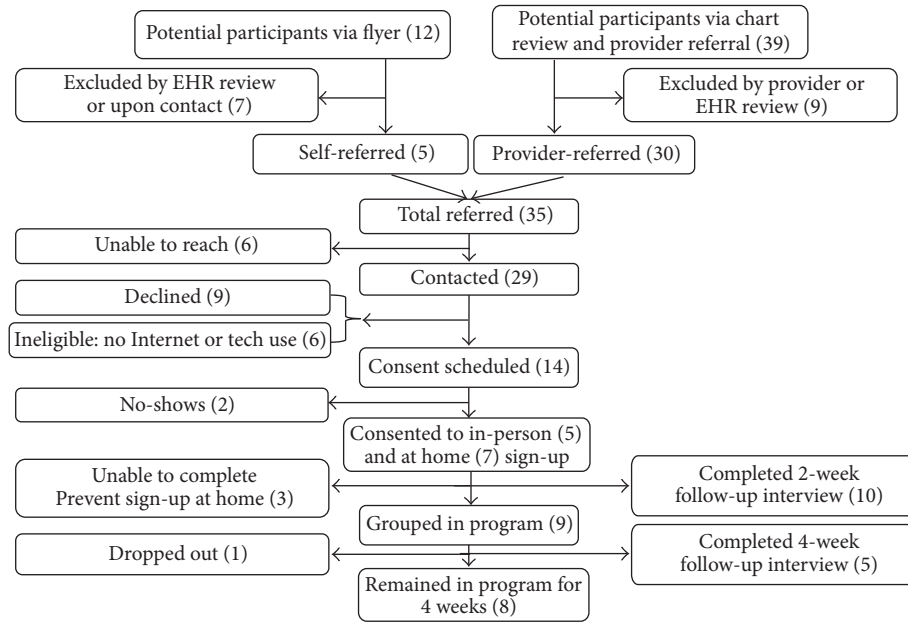 Potential participants via flyer (12)
Potential participants via chart
review and provider referral (39)
Excluded by EHR review
or upon contact (7)
Excluded by provider or
EHR review (9)
Self-referred (5)
Provider-referred (30)
Total referred (35)
Unable to reach (6)
Contacted (29)
Declined (9)
Ineligible: no Internet or tech use (6)
Consent scheduled (14)
No-shows (2)
Consented to in-person (5)
and at home (7) sign-up
Unable to complete
Prevent sign-up at home (3)
Completed 2-week
follow-up interview (10)
Grouped in program (9)
Dropped out (1)
Completed 4-week
follow-up interview (5)
Remained in program for
4 weeks (8)